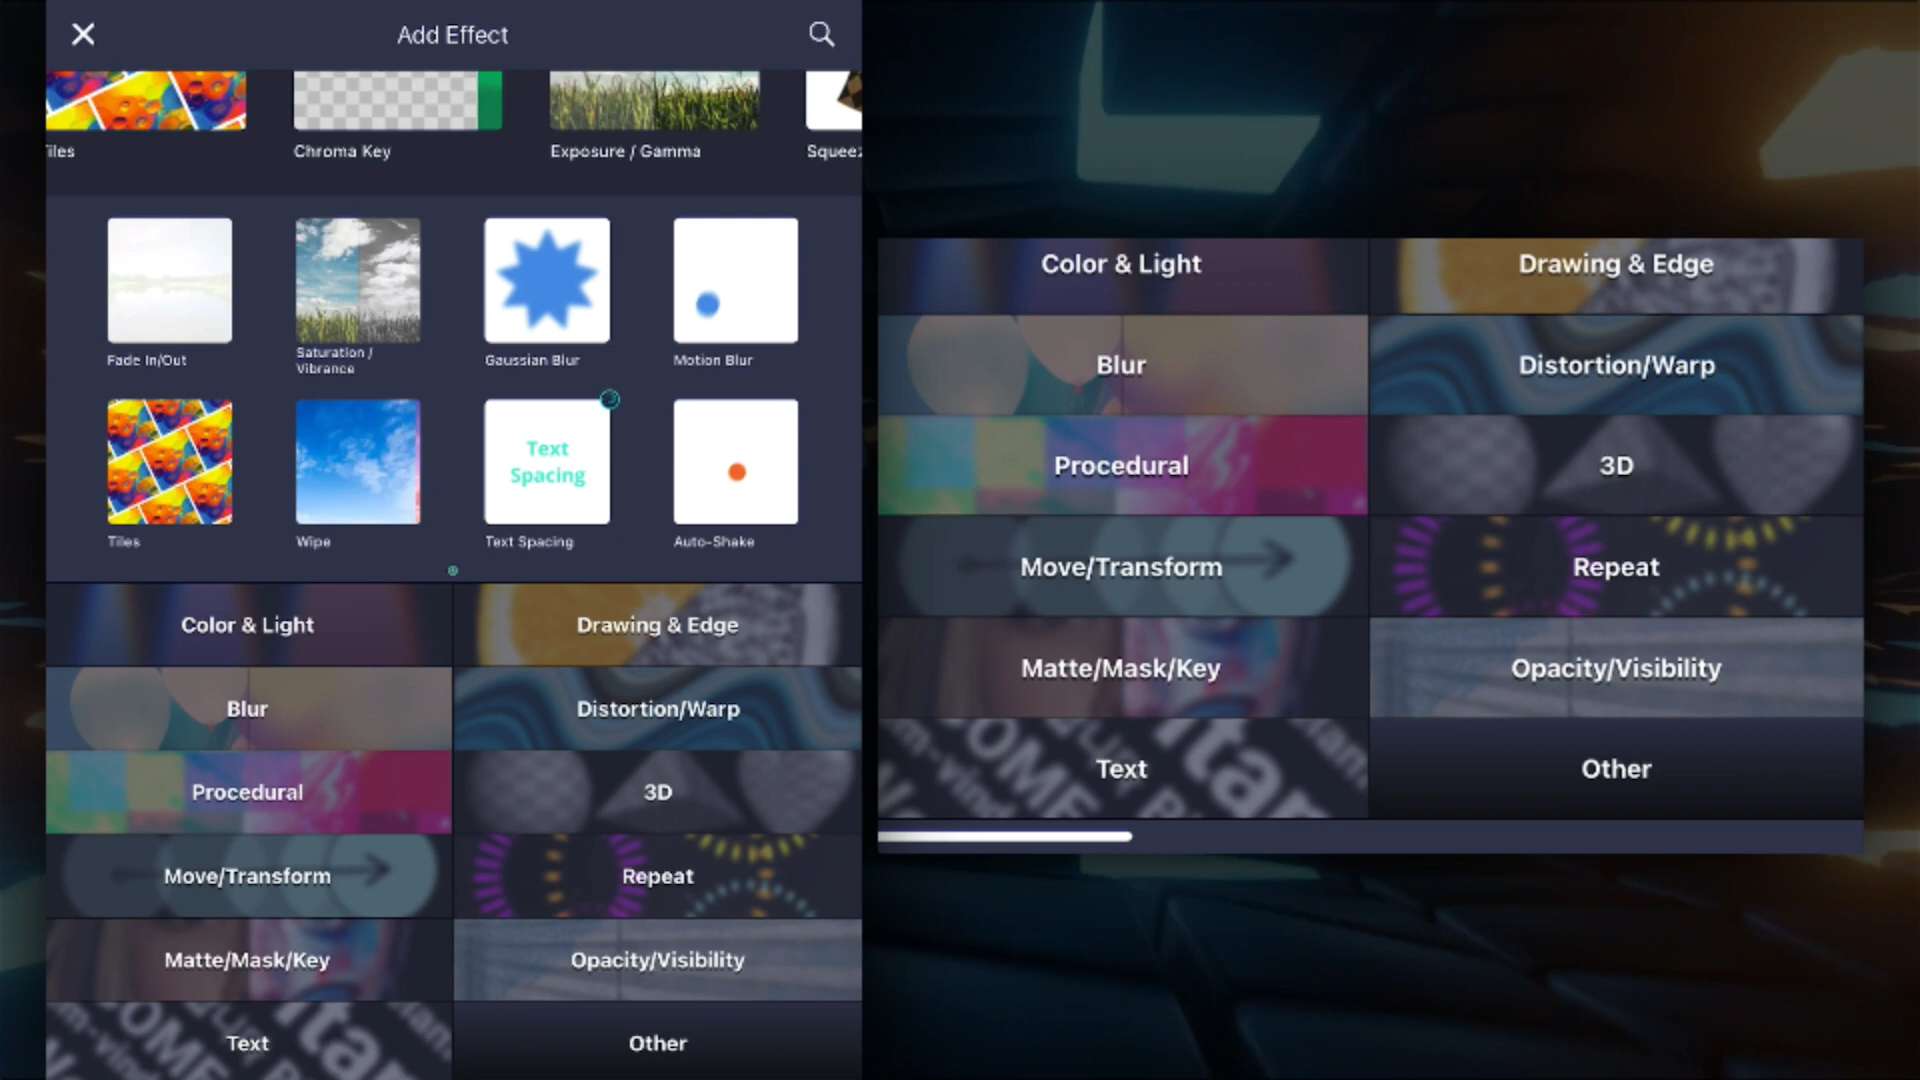 Add Effect
iles
Chroma Key
Exposure / Gamma
Squeez
Fade In/Out
Saturation /
Vibrance
Gaussian Blur
Motion Blur
Text
Spacing
Tiles
Wipe
Text Spacing
Auto-Shake
Color & Light
Drawing & Edge
Blur
Distortion/Warp
Procedural
3D
Move/Transform
Repeat
Matte/Mask/Key
Opacity/Visibility
Text
Other
Color & Light
Drawing & Edge
Blur
Distortion/Warp
Procedural
3D
Move/Transform
Repeat
Matte/Mask/Key
Opacity/Visibility
Text
Other